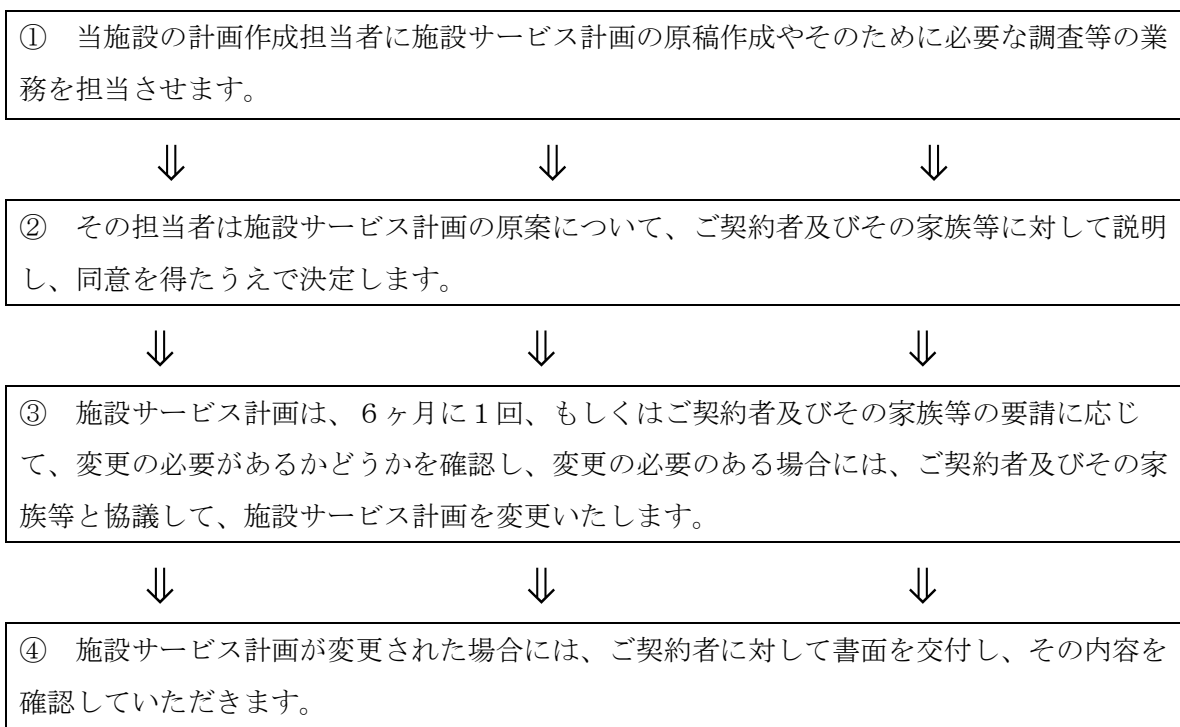 ① 当施設の計画作成担当者に施設サービス計画の原稿作成やそのために必要な調査等の業
務を担当させます。
⇓ ⇓ ⇓
② その担当者は施設サービス計画の原案について、ご契約者及びその家族等に対して説明
し、同意を得たうえで決定します。
⇓ ⇓ ⇓
③ 施設サービス計画は、６ヶ月に１回、もしくはご契約者及びその家族等の要請に応じ
て、変更の必要があるかどうかを確認し、変更の必要のある場合には、ご契約者及びその家
族等と協議して、施設サービス計画を変更いたします。
⇓ ⇓ ⇓
④ 施設サービス計画が変更された場合には、ご契約者に対して書面を交付し、その内容を
確認していただきます。